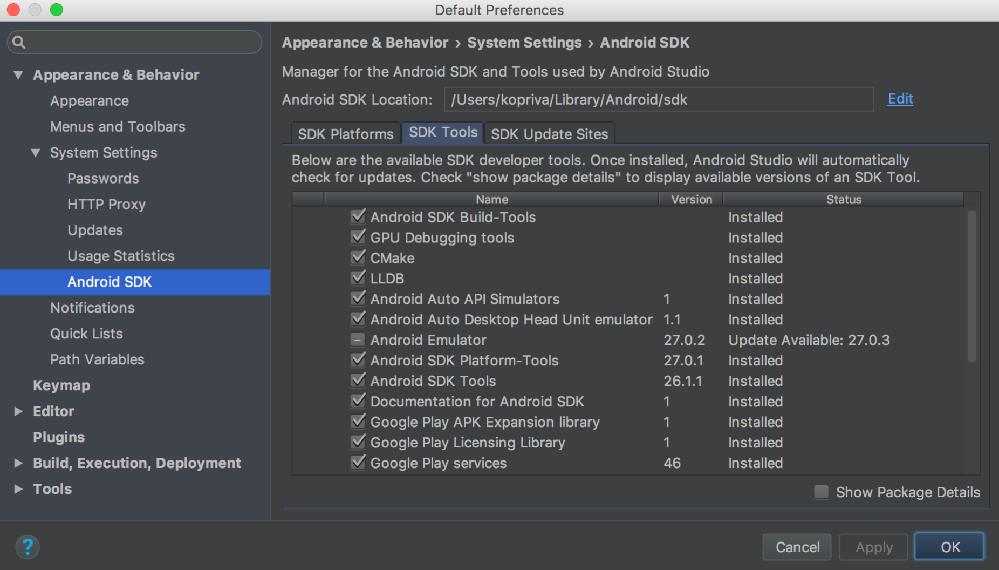 Default Preferences
Appearance & Behavior
Appearance
Menus and Toolbars
System Settings
Passwords
HTTP Proxy
Updates
Usage Statistics
Android SDK
Notifications
Quick Lists
Path Variables
Keymap
Editor
Plugins
Build, Execution, Deployment
Tools
?
Appearance & Behavior › System Settings › Android SDK
Manager for the Android SDK and Tools used by Android Studio
Android SDK Location: /Users/kopriva/Library/Android/sdk Edit
SDK Platforms SDK Tools SDK Update Sites
Below are the available SDK developer tools. Once installed, Android Studio will automatically
check for updates. Check "show package details" to display available versions of an SDK Tool.
Name Version Status
Android SDK Build-Tools Installed
GPU Debugging tools Installed
CMake Installed
LLDB Installed
Android Auto API Simulators 1 Installed
Android Auto Desktop Head Unit emulator 1.1 Installed
Android Emulator 27.0.2 Update Available: 27.0.3
Android SDK Platform-Tools 27.0.1 Installed
Android SDK Tools 26.1.1 Installed
Documentation for Android SDK 1 Installed
Google Play APK Expansion library 1 Installed
Google Play Licensing Library 1 Installed
Google Play services 46 Installed
Show Package Details
Cancel Apply OK